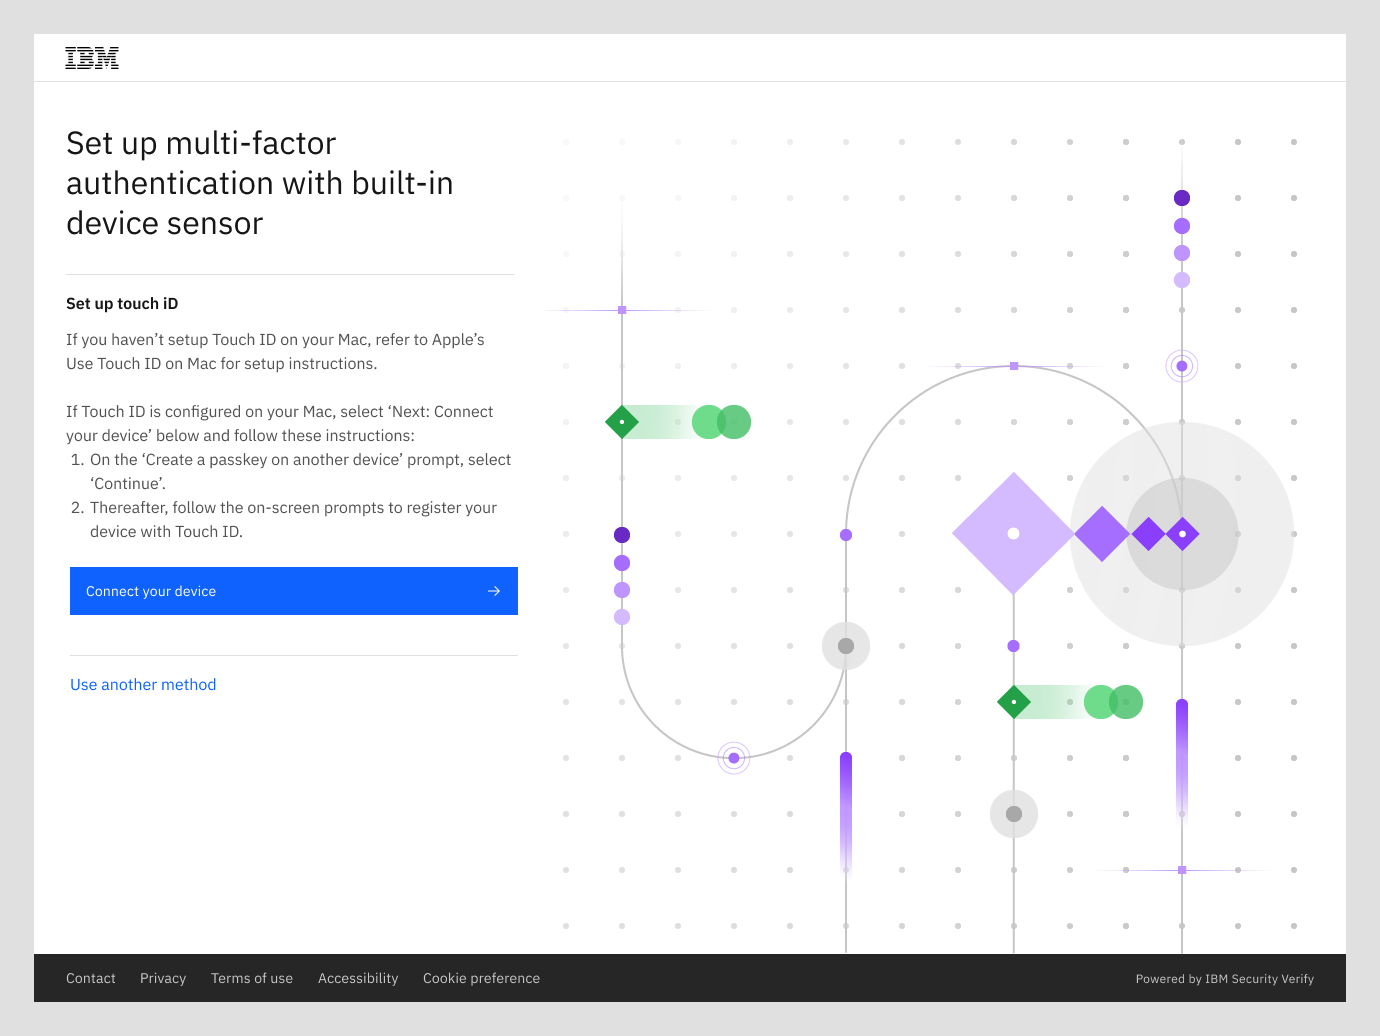 IBM
Set up multi-factor
authentication with built-in
device sensor
Set up touch iD
If you haven’t setup Touch ID on your Mac, refer to Apple’s
Use Touch ID on Mac for setup instructions.
If Touch ID is configured on your Mac, select ‘Next: Connect
your device’ below and follow these instructions:
1. On the ‘Create a passkey on another device’ prompt, select
‘Continue’.
2. Thereafter, follow the on-screen prompts to register your
device with Touch ID.
Connect your device
Use another method
Contact Privacy Terms of use Accessibility Cookie preference Powered by IBM Security Verify